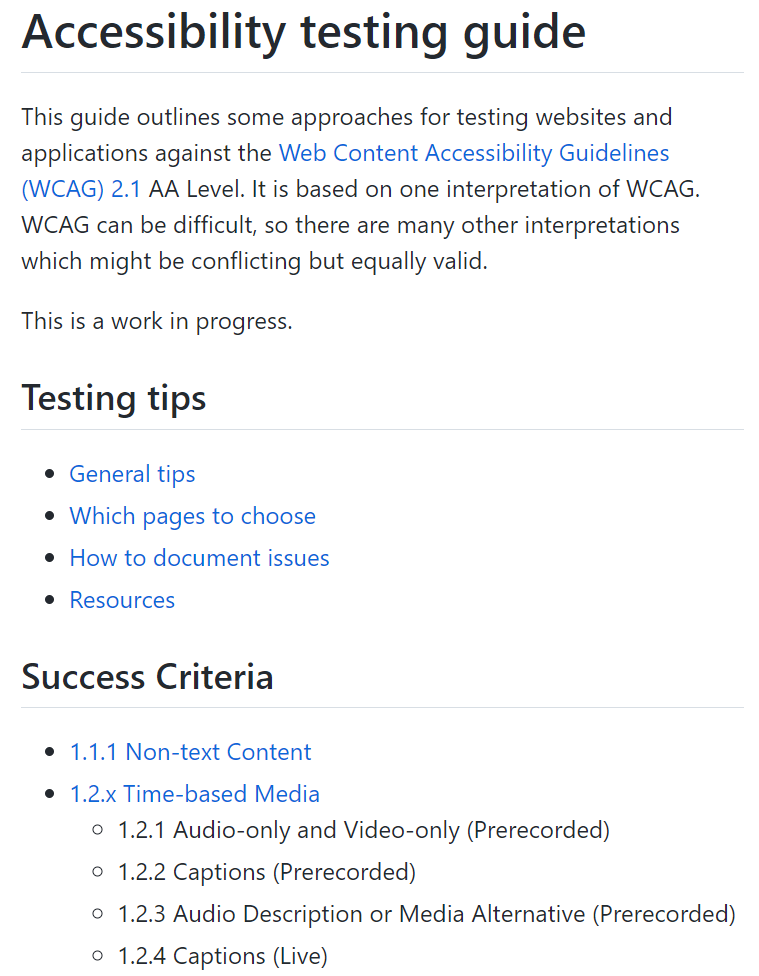 Accessibility testing guide
This guide outlines some approaches for testing websites and
applications against the Web Content Accessibility Guidelines
(WCAG) 2.1 AA Level. It is based on one interpretation of WCAG.
WCAG can be difficult, so there are many other interpretations
which might be conflicting but equally valid.
This is a work in progress.
Testing tips
General tips
Which pages to choose
How to document issues
Resources
Success Criteria
1.1.1 Non-text Content
1.2.x Time-based Media
1.2.1 Audio-only and Video-only (Prerecorded)
1.2.2 Captions (Prerecorded)
1.2.3 Audio Description or Media Alternative (Prerecorded)
1.2.4 Captions (Live)